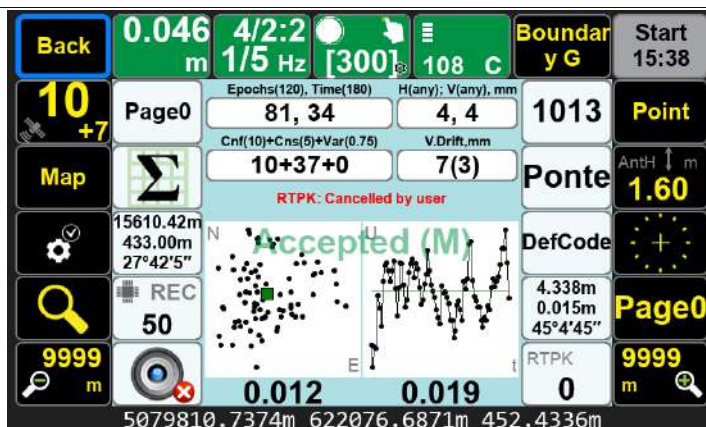 Back
0.046
m
4/2:2
1/5 Hz
[300]
108 C
Boundar
y G
Start
15:38
10
+7
Page0
Epochs(120), Time(180)
81, 34
H(any); V(any), mm
4, 4
1013
Point
Map
Σ
Cnf(10)+Cns(5)+Var(0.75)
10+37+0
V.Drift,mm
7(3)
Ponte
AntH ↕ m
1.60
RTPK: Cancelled by user
15610.42m
433.00m
27°42'5"
N
Accepted (M)
U
E
t
DefCode
REC
50
4.338m
0.015m
45°4'45"
Page0
9999
m
0.012
0.019
RTPK
0
9999
m
5079810.7374m 622076.6871m 452.4336m